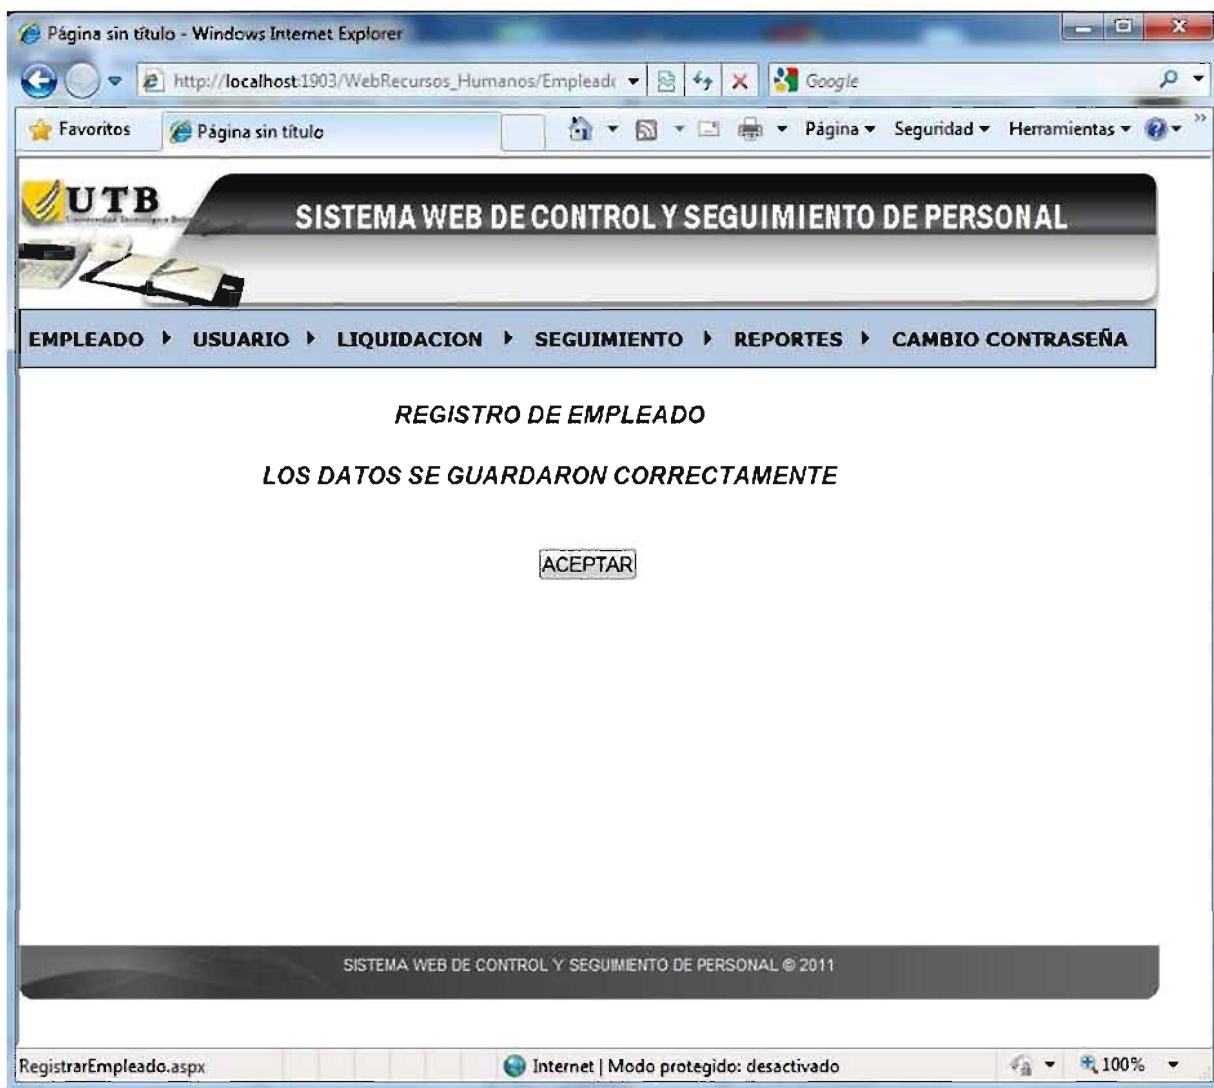 Página sin título - Windows Internet Explorer
http://localhost:1903/WebRecursos_Humanos/Emplead
Google
Favoritos
Página sin título
Página
Seguridad
Herramientas
UTB
SISTEMA WEB DE CONTROL Y SEGUIMIENTO DE PERSONAL
EMPLEADO USUARIO LIQUIDACION SEGUIMIENTO REPORTES CAMBIO CONTRASEÑA
REGISTRO DE EMPLEADO
LOS DATOS SE GUARDARON CORRECTAMENTE
ACEPTAR
SISTEMA WEB DE CONTROL Y SEGUIMIENTO DE PERSONAL © 2011
RegistrarEmpleado.aspx
Internet | Modo protegido: desactivado
100%